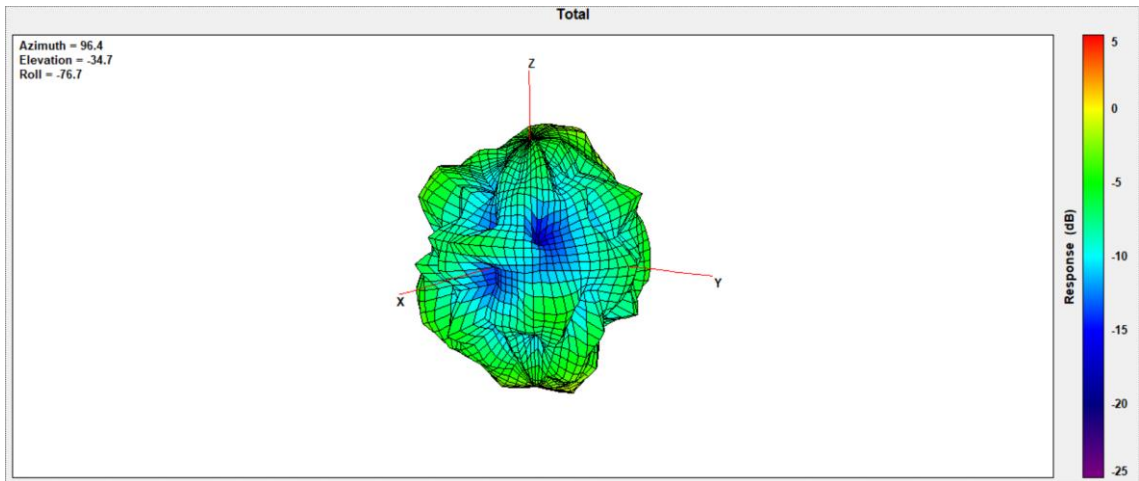 Total
Azimuth = 96.4
Elevation = -34.7
Roll = -76.7
Z
X
Y
5
0
-5
-10
-15
-20
-25
Response (dB)